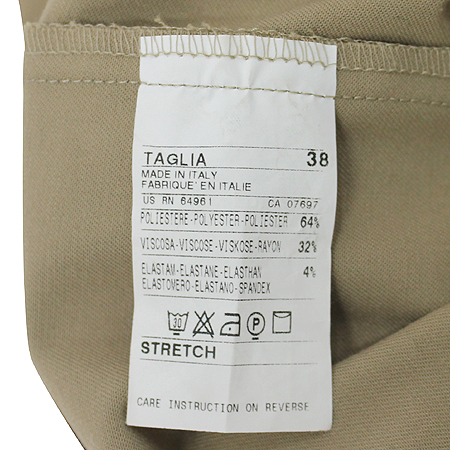 TAGLIA 38
MADE IN ITALY
FABRIQUE' EN ITALIE
US RN 64961 CA 07697
POLIESTERE-POLYESTER-POLIESTER 64%
VISCOSA-VISCOSE-VISKOSE-RAYON 32%
ELASTAM-ELASTANE-ELASTHAN 4%
ELASTOMERO-ELASTANO-SPANDEX
30 P
STRETCH
CARE INSTRUCTION ON REVERSE